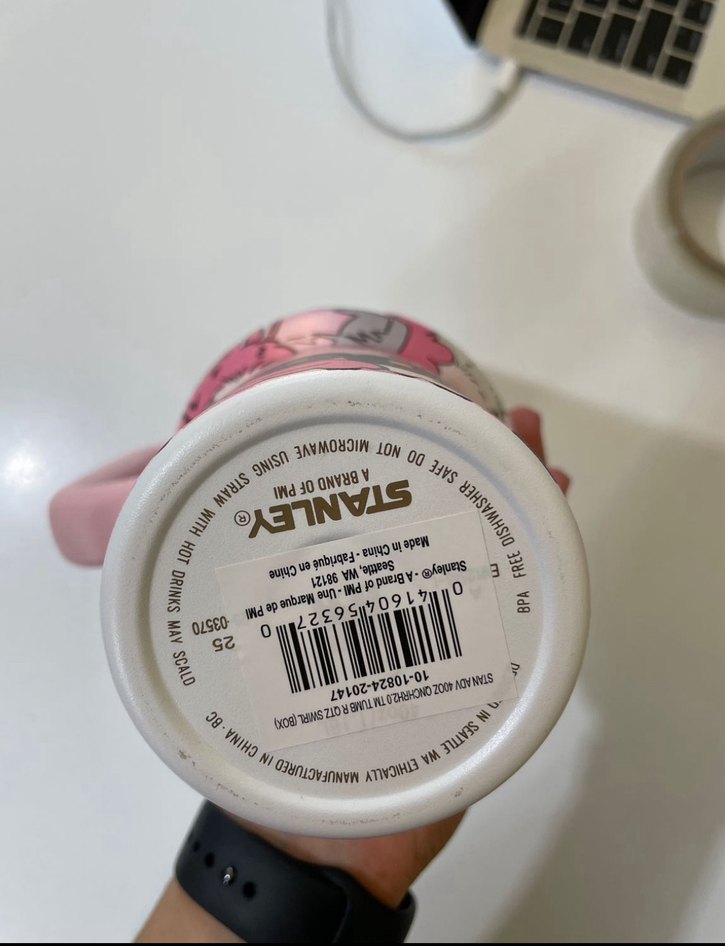 STAN ADV 40OZ QNCHRH2.0 TM TUMB R QTZ SWIRL (BOX)
10-10824-20147
0 41604 56327 0
Stanley® - A Brand of PMI - Une Marque de PMI
Seattle, WA 98121
Made in China - Fabriqué en Chine
STANLEY®
A BRAND OF PMI
BPA FREE DISHWASHER SAFE DO NOT MICROWAVE USING STRAW WITH HOT DRINKS MAY SCALD
IN SEATTLE WA ETHICALLY MANUFACTURED IN CHINA · BC
25
-03570